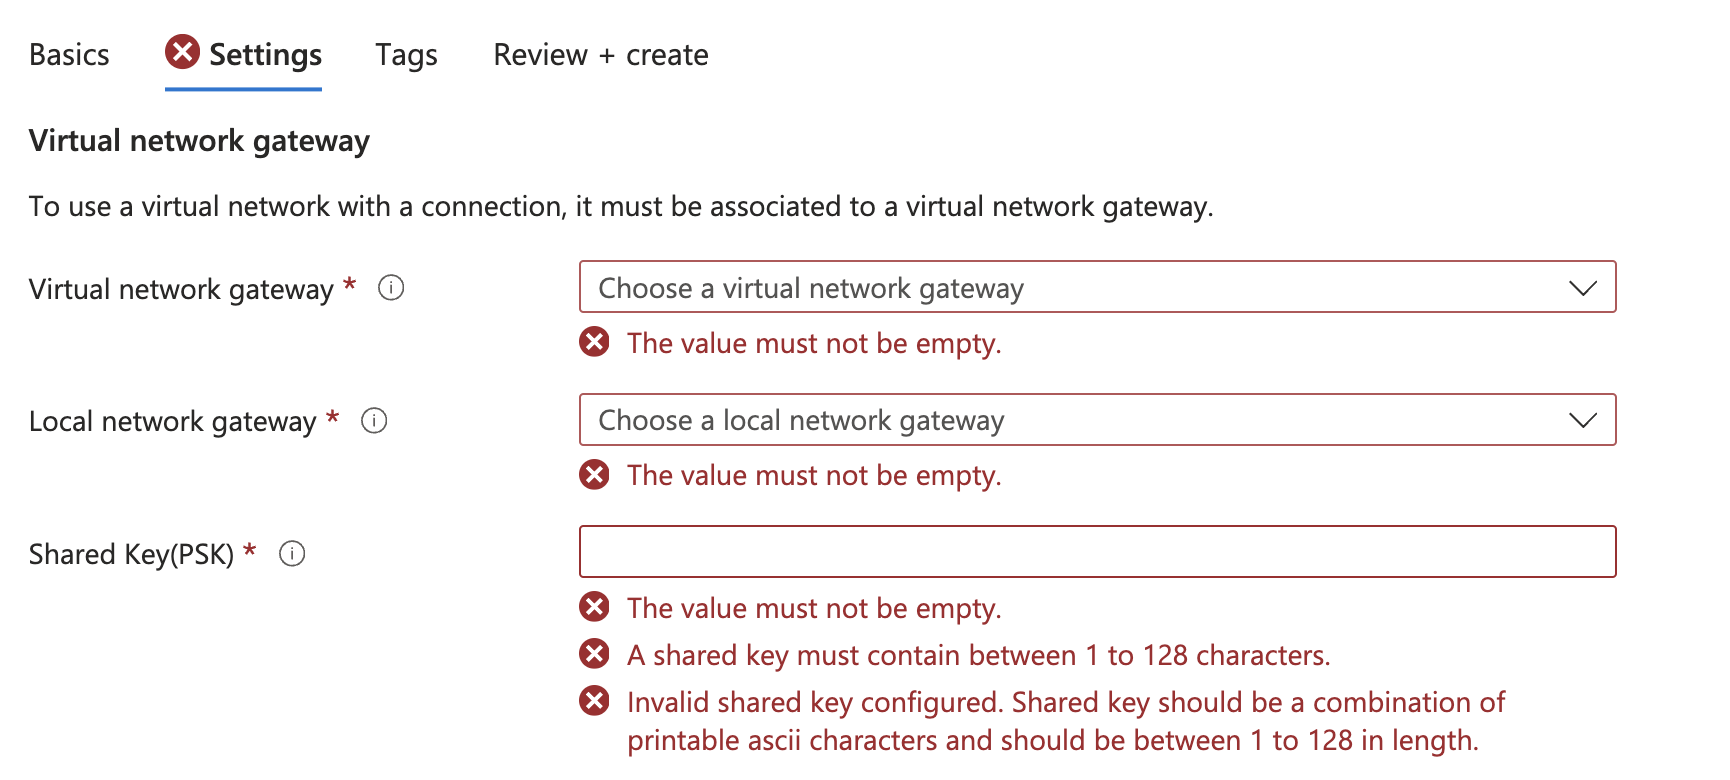 Basics Settings Tags Review + create
Virtual network gateway
To use a virtual network with a connection, it must be associated to a virtual network gateway.
Virtual network gateway * Choose a virtual network gateway
The value must not be empty.
Local network gateway * Choose a local network gateway
The value must not be empty.
Shared Key(PSK) *
The value must not be empty.
A shared key must contain between 1 to 128 characters.
Invalid shared key configured. Shared key should be a combination of
printable ascii characters and should be between 1 to 128 in length.